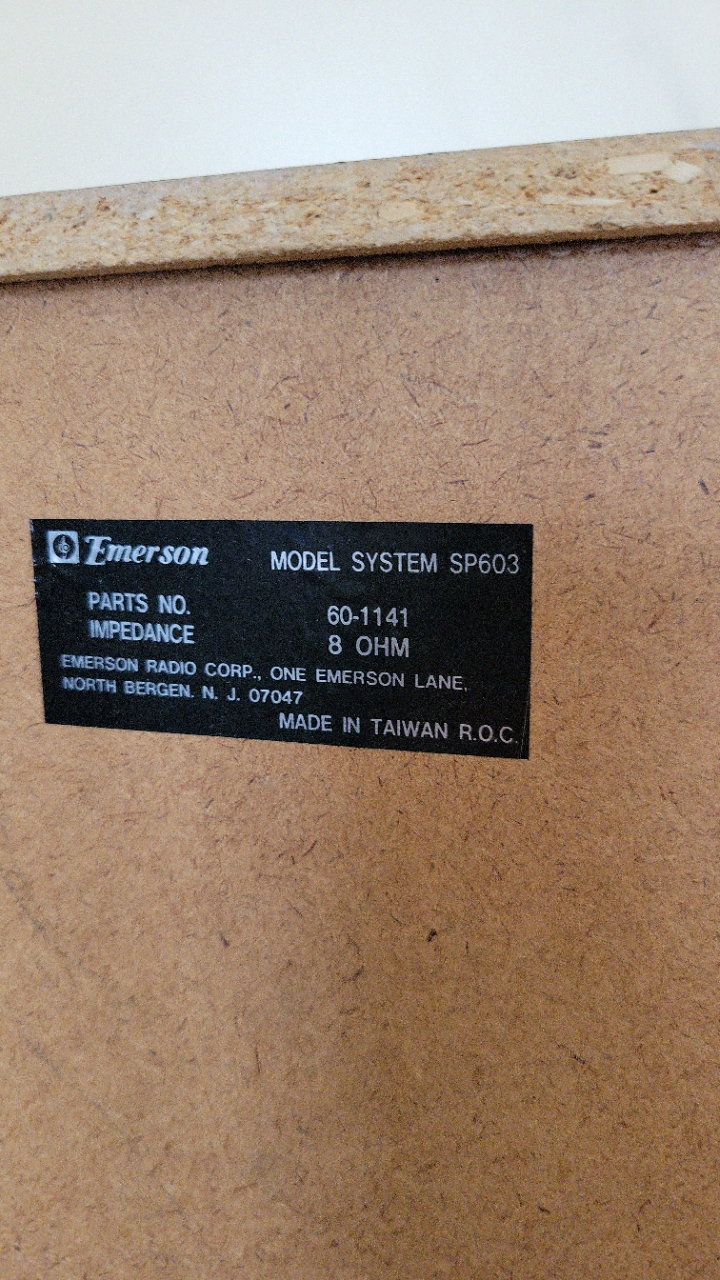 Emerson MODEL SYSTEM SP603
PARTS NO. 60-1141
IMPEDANCE 8 OHM
EMERSON RADIO CORP., ONE EMERSON LANE,
NORTH BERGEN. N. J. 07047
MADE IN TAIWAN R.O.C.